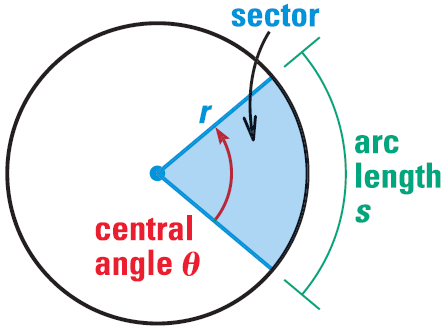 sector
r
arc
length
s
central
angle θ